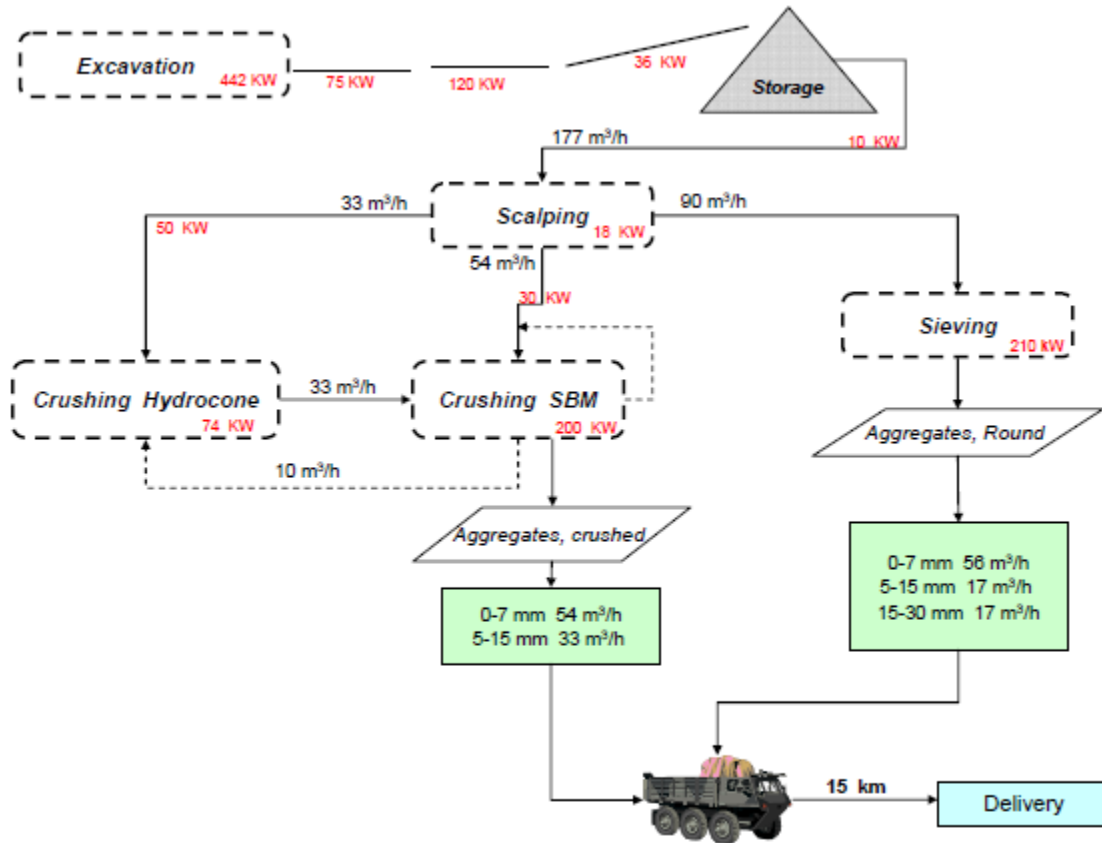 Excavation
442 KW
75 KW
120 KW
36 KW
Storage
177 m³/h
10 KW
33 m³/h
Scalping
18 KW
90 m³/h
50 KW
54 m³/h
30 KW
Sieving
210 kW
Crushing Hydrocone
74 KW
33 m³/h
Crushing SBM
200 KW
10 m³/h
Aggregates, Round
Aggregates, crushed
0-7 mm 56 m³/h
5-15 mm 17 m³/h
15-30 mm 17 m³/h
0-7 mm 54 m³/h
5-15 mm 33 m³/h
15 km
Delivery